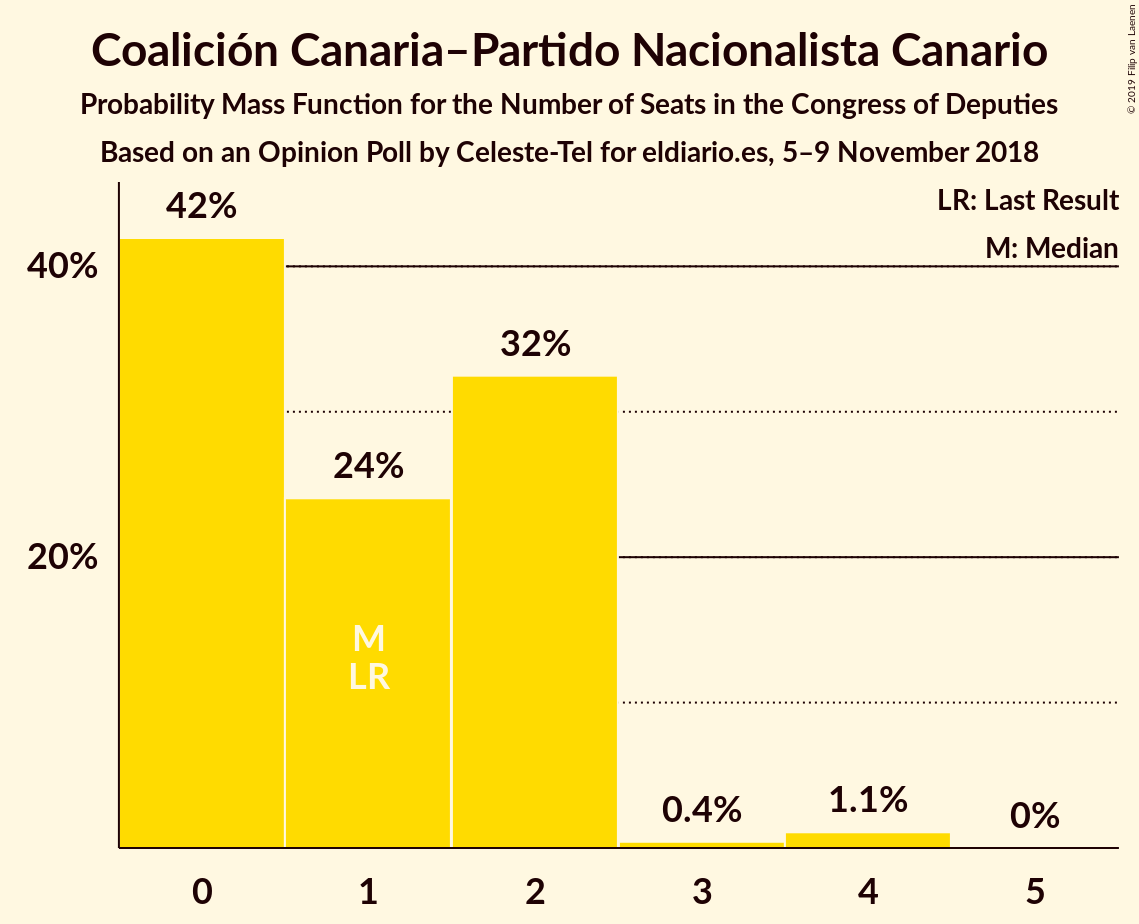 Coalición Canaria–Partido Nacionalista Canario
Probability Mass Function for the Number of Seats in the Congress of Deputies
Based on an Opinion Poll by Celeste-Tel for eldiario.es, 5–9 November 2018
© 2019 Filip van Laenen
LR: Last Result
M: Median
42%
40%
32%
24%
20%
M
LR
0.4%
1.1%
0%
0 1 2 3 4 5